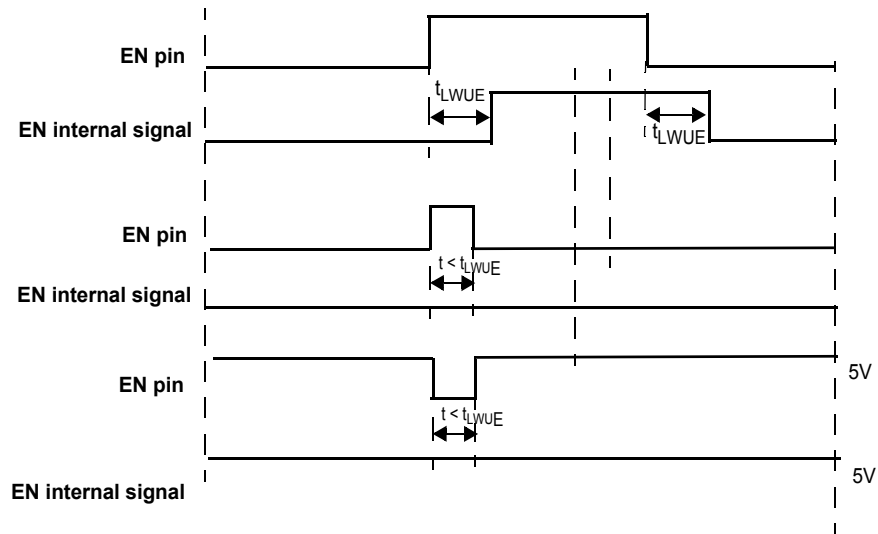 EN pin
tLWUE
EN internal signal
tLWUE
EN pin
t < tLWUE
EN internal signal
EN pin
5V
t < tLWUE
EN internal signal
5V